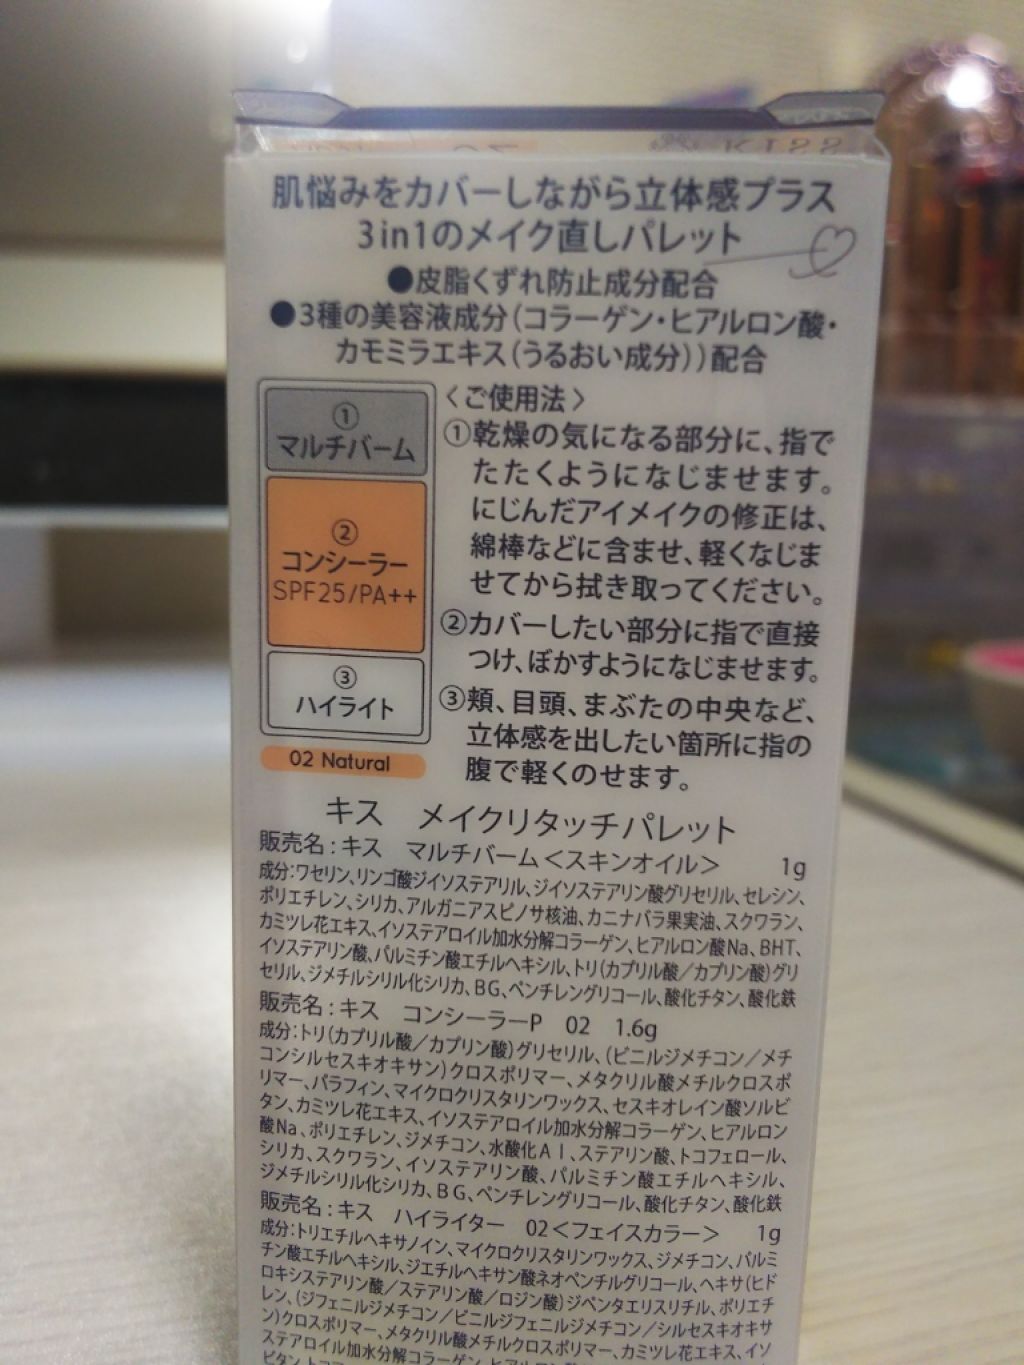 肌悩みをカバーしながら立体感プラス
3in1のメイク直しパレット
●皮脂くずれ防止成分配合
●3種の美容液成分(コラーゲン・ヒアルロン酸・
カモミラエキス(うるおい成分))配合
①
マルチバーム
②
コンシーラー
SPF25/PA++
③
ハイライト
02 Natural
〈ご使用法〉
①乾燥の気になる部分に、指で
たたくようになじませます。
にじんだアイメイクの修正は、
綿棒などに含ませ、軽くなじま
せてから拭き取ってください。
②カバーしたい部分に指で直接
つけ、ぼかすようになじませます。
③頬、目頭、まぶたの中央など、
立体感を出したい箇所に指の
腹で軽くのせます。
キス メイクリタッチパレット
販売名:キス マルチバーム<スキンオイル> 1g
成分:ワセリン、リンゴ酸ジイソステアリル、ジイソステアリン酸グリセリル、セレシン、
ポリエチレン、シリカ、アルガニアスピノサ核油、カニナバラ果実油、スクワラン、
カミツレ花エキス、イソステアロイル加水分解コラーゲン、ヒアルロン酸Na、BHT、
イソステアリン酸、パルミチン酸エチルヘキシル、トリ(カプリル酸/カプリン酸)グリ
セリル、ジメチルシリル化シリカ、BG、ペンチレングリコール、酸化チタン、酸化鉄
販売名:キス コンシーラーP 02 1.6g
成分:トリ(カプリル酸/カプリン酸)グリセリル、(ビニルジメチコン/メチ
コンシルセスキオキサン)クロスポリマー、メタクリル酸メチルクロスポ
リマー、パラフィン、マイクロクリスタリンワックス、セスキオレイン酸ソルビ
タン、カミツレ花エキス、イソステアロイル加水分解コラーゲン、ヒアルロン
酸Na、ポリエチレン、ジメチコン、水酸化Al、ステアリン酸、トコフェロール、
シリカ、スクワラン、イソステアリン酸、パルミチン酸エチルヘキシル、
ジメチルシリル化シリカ、BG、ペンチレングリコール、酸化チタン、酸化鉄
販売名:キス ハイライター 02<フェイスカラー> 1g
成分:トリエチルヘキサノイン、マイクロクリスタリンワックス、ジメチコン、パルミ
チン酸エチルヘキシル、ジエチルヘキサン酸ネオペンチルグリコール、ヘキサ(ヒド
ロキシステアリン酸/ステアリン酸/ロジン酸)ジペンタエリスリチル、ポリエチ
レン、(ジフェニルジメチコン/ビニルジフェニルジメチコン/シルセスキオキサ
ン)クロスポリマー、メタクリル酸メチルクロスポリマー、カミツレ花エキス、イソ
ステアロイル加水分解コラーゲン、ヒアルロン